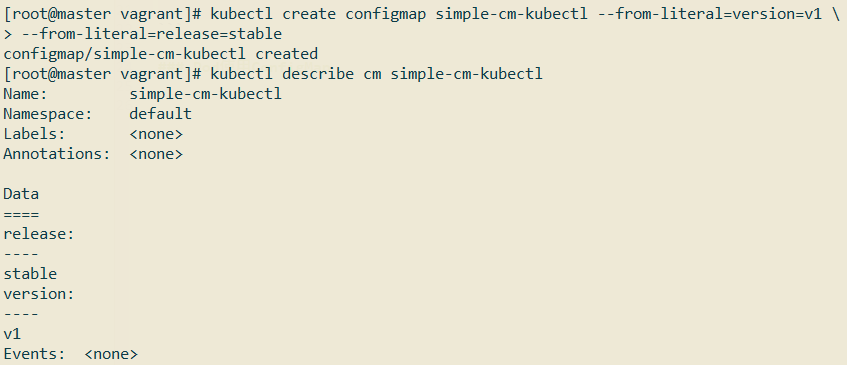 [root@master vagrant]# kubectl create configmap simple-cm-kubectl --from-literal=version=v1 \
> --from-literal=release=stable
configmap/simple-cm-kubectl created
[root@master vagrant]# kubectl describe cm simple-cm-kubectl
Name:         simple-cm-kubectl
Namespace:    default
Labels:       <none>
Annotations:  <none>

Data
====
release:
----
stable
version:
----
v1
Events:  <none>